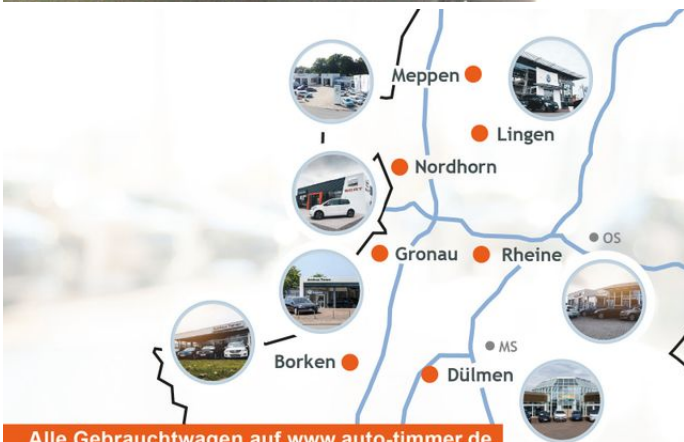 Meppen
Lingen
Nordhorn
OS
Gronau
Rheine
MS
Borken
Dülmen
Alle Gebrauchtwagen auf www.auto-timmer.de